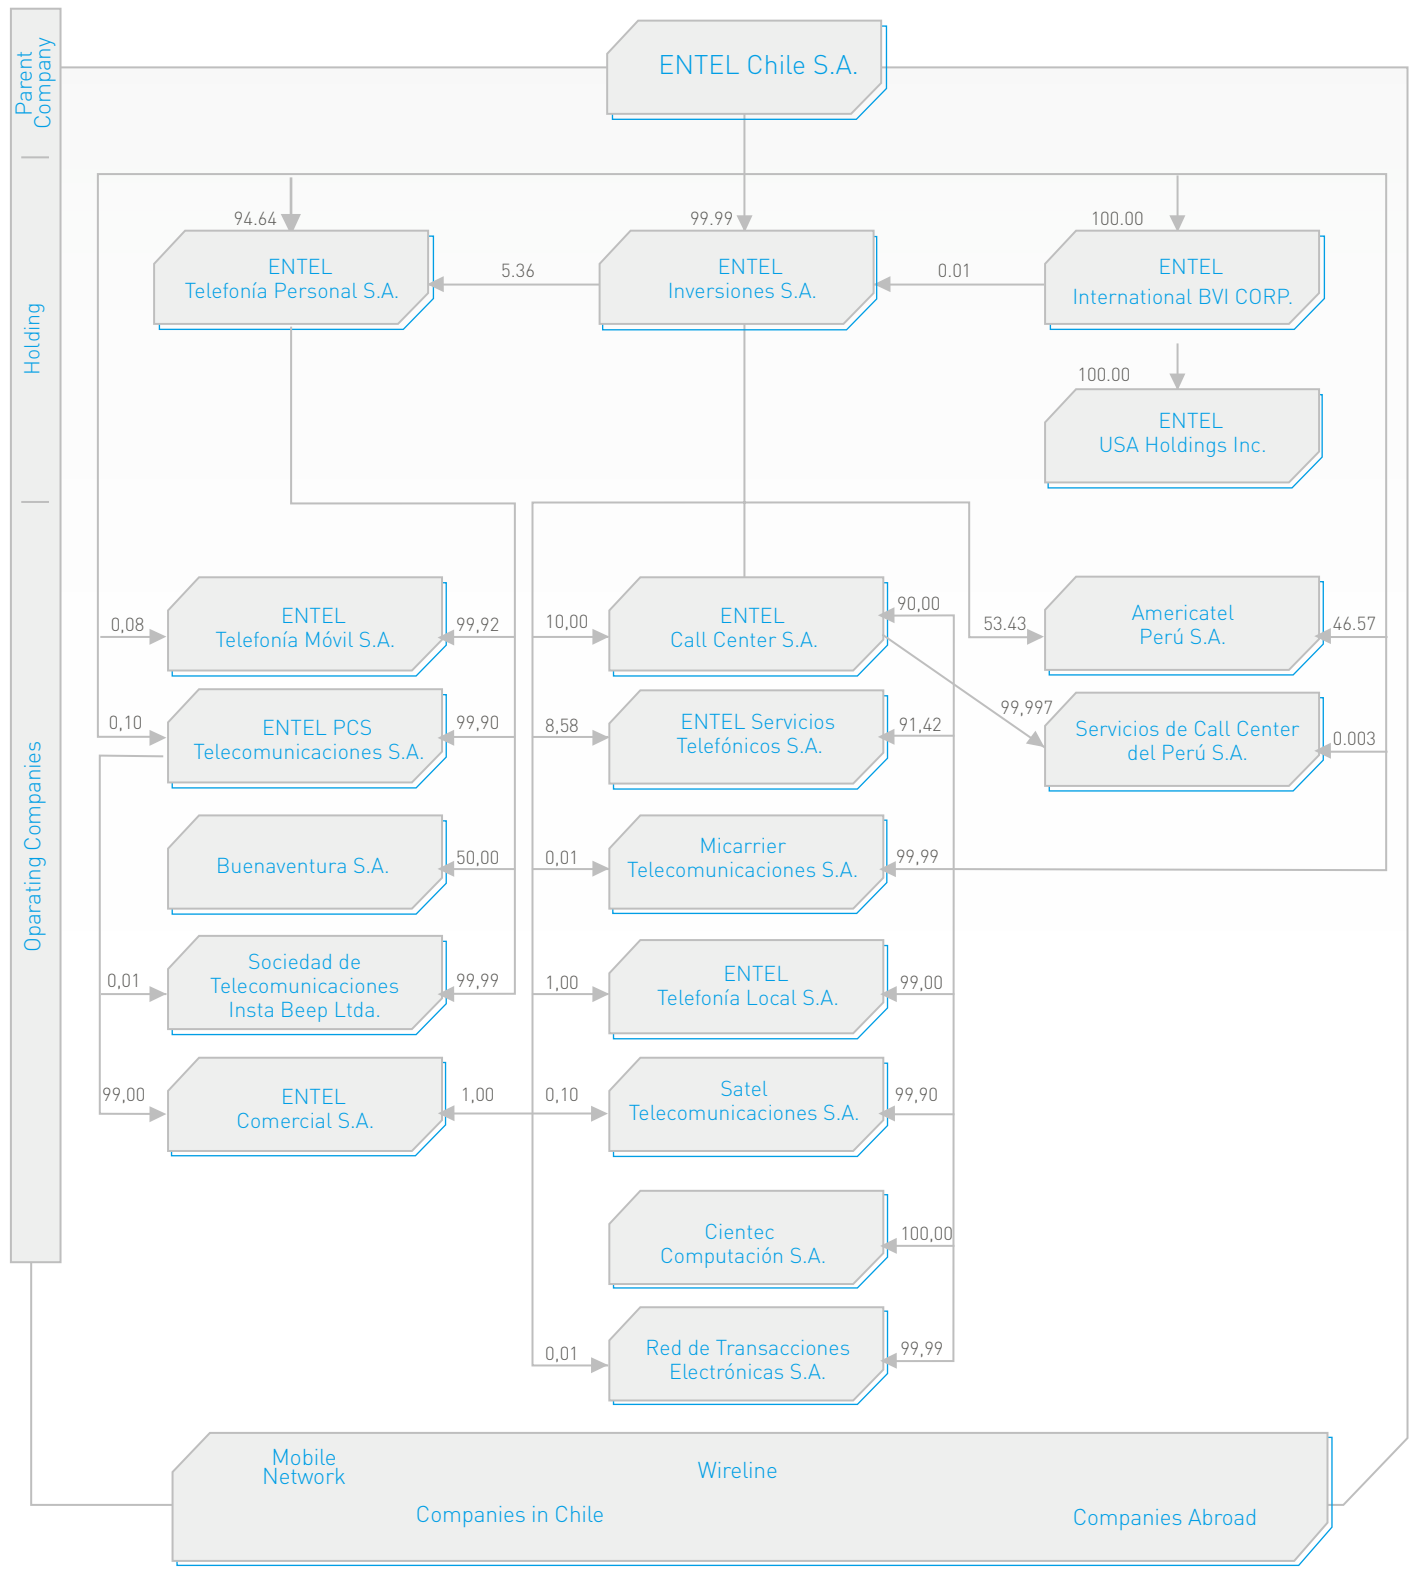 Parent
Company
ENTEL Chile S.A.
Holding
94.64
99.99
100.00
ENTEL
Telefonía Personal S.A.
5.36
ENTEL
Inversiones S.A.
0.01
ENTEL
International BVI CORP.
100.00
ENTEL
USA Holdings Inc.
Oparating Companies
0,08
ENTEL
Telefonía Móvil S.A.
99,92
10,00
ENTEL
Call Center S.A.
90,00
53.43
Americatel
Perú S.A.
46.57
0,10
ENTEL PCS
Telecomunicaciones S.A.
99,90
8,58
ENTEL Servicios
Telefónicos S.A.
91,42
99,997
Servicios de Call Center
del Perú S.A.
0.003
Buenaventura S.A.
50,00
0,01
Micarrier
Telecomunicaciones S.A.
99,99
0,01
Sociedad de
Telecomunicaciones
Insta Beep Ltda.
99,99
1,00
ENTEL
Telefonía Local S.A.
99,00
99,00
ENTEL
Comercial S.A.
1,00
0,10
Satel
Telecomunicaciones S.A.
99,90
Cientec
Computación S.A.
100,00
0,01
Red de Transacciones
Electrónicas S.A.
99,99
Mobile
Network
Wireline
Companies in Chile
Companies Abroad